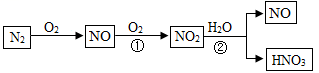 N₂ O₂ NO O₂ ① NO₂ H₂O ② NO
HNO₃